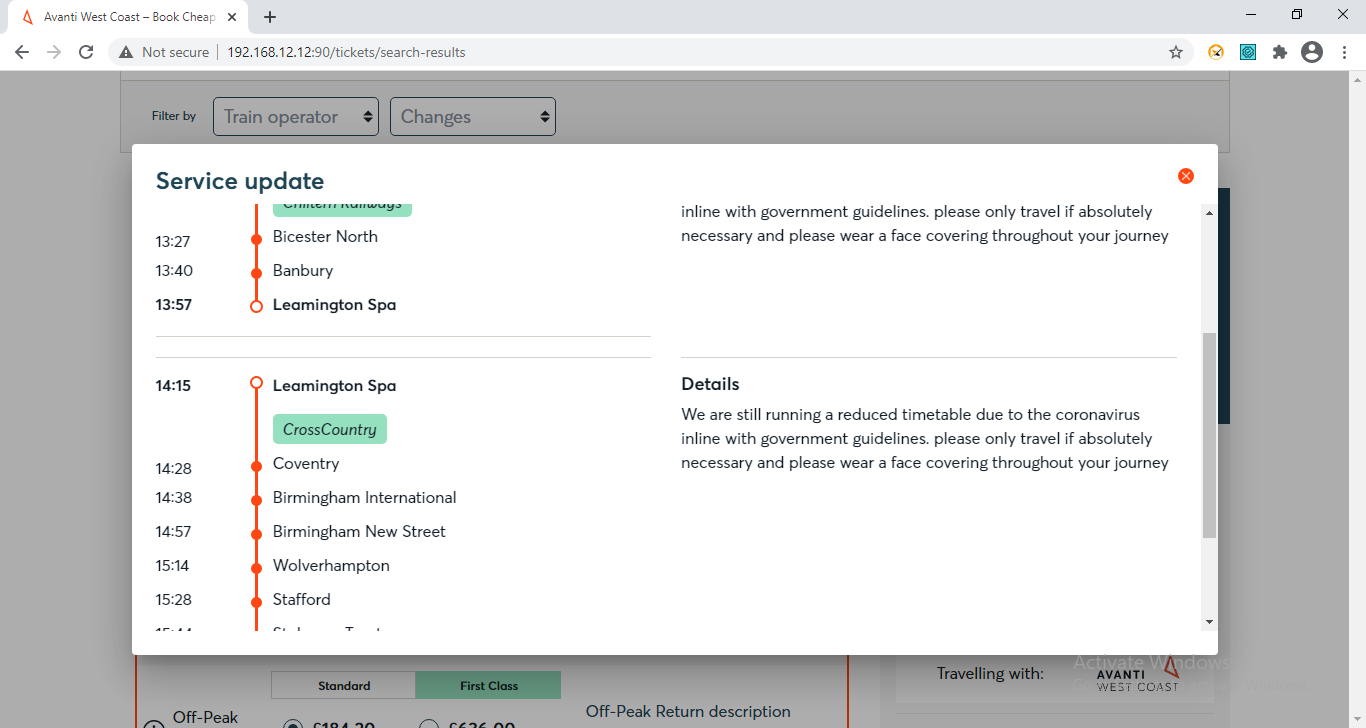 Avanti West Coast – Book Cheap
Not secure
192.168.12.12:90/tickets/search-results
Filter by
Train operator
Changes
Service update
Chiltern Railways
13:27 Bicester North
13:40 Banbury
13:57 Leamington Spa
inline with government guidelines. please only travel if absolutely
necessary and please wear a face covering throughout your journey
14:15 Leamington Spa
CrossCountry
14:28 Coventry
14:38 Birmingham International
14:57 Birmingham New Street
15:14 Wolverhampton
15:28 Stafford
Details
We are still running a reduced timetable due to the coronavirus
inline with government guidelines. please only travel if absolutely
necessary and please wear a face covering throughout your journey
Standard
First Class
Off-Peak
£184.20
£636.00
Off-Peak Return description
Travelling with:
AVANTI
WEST COAST
Activate Windows